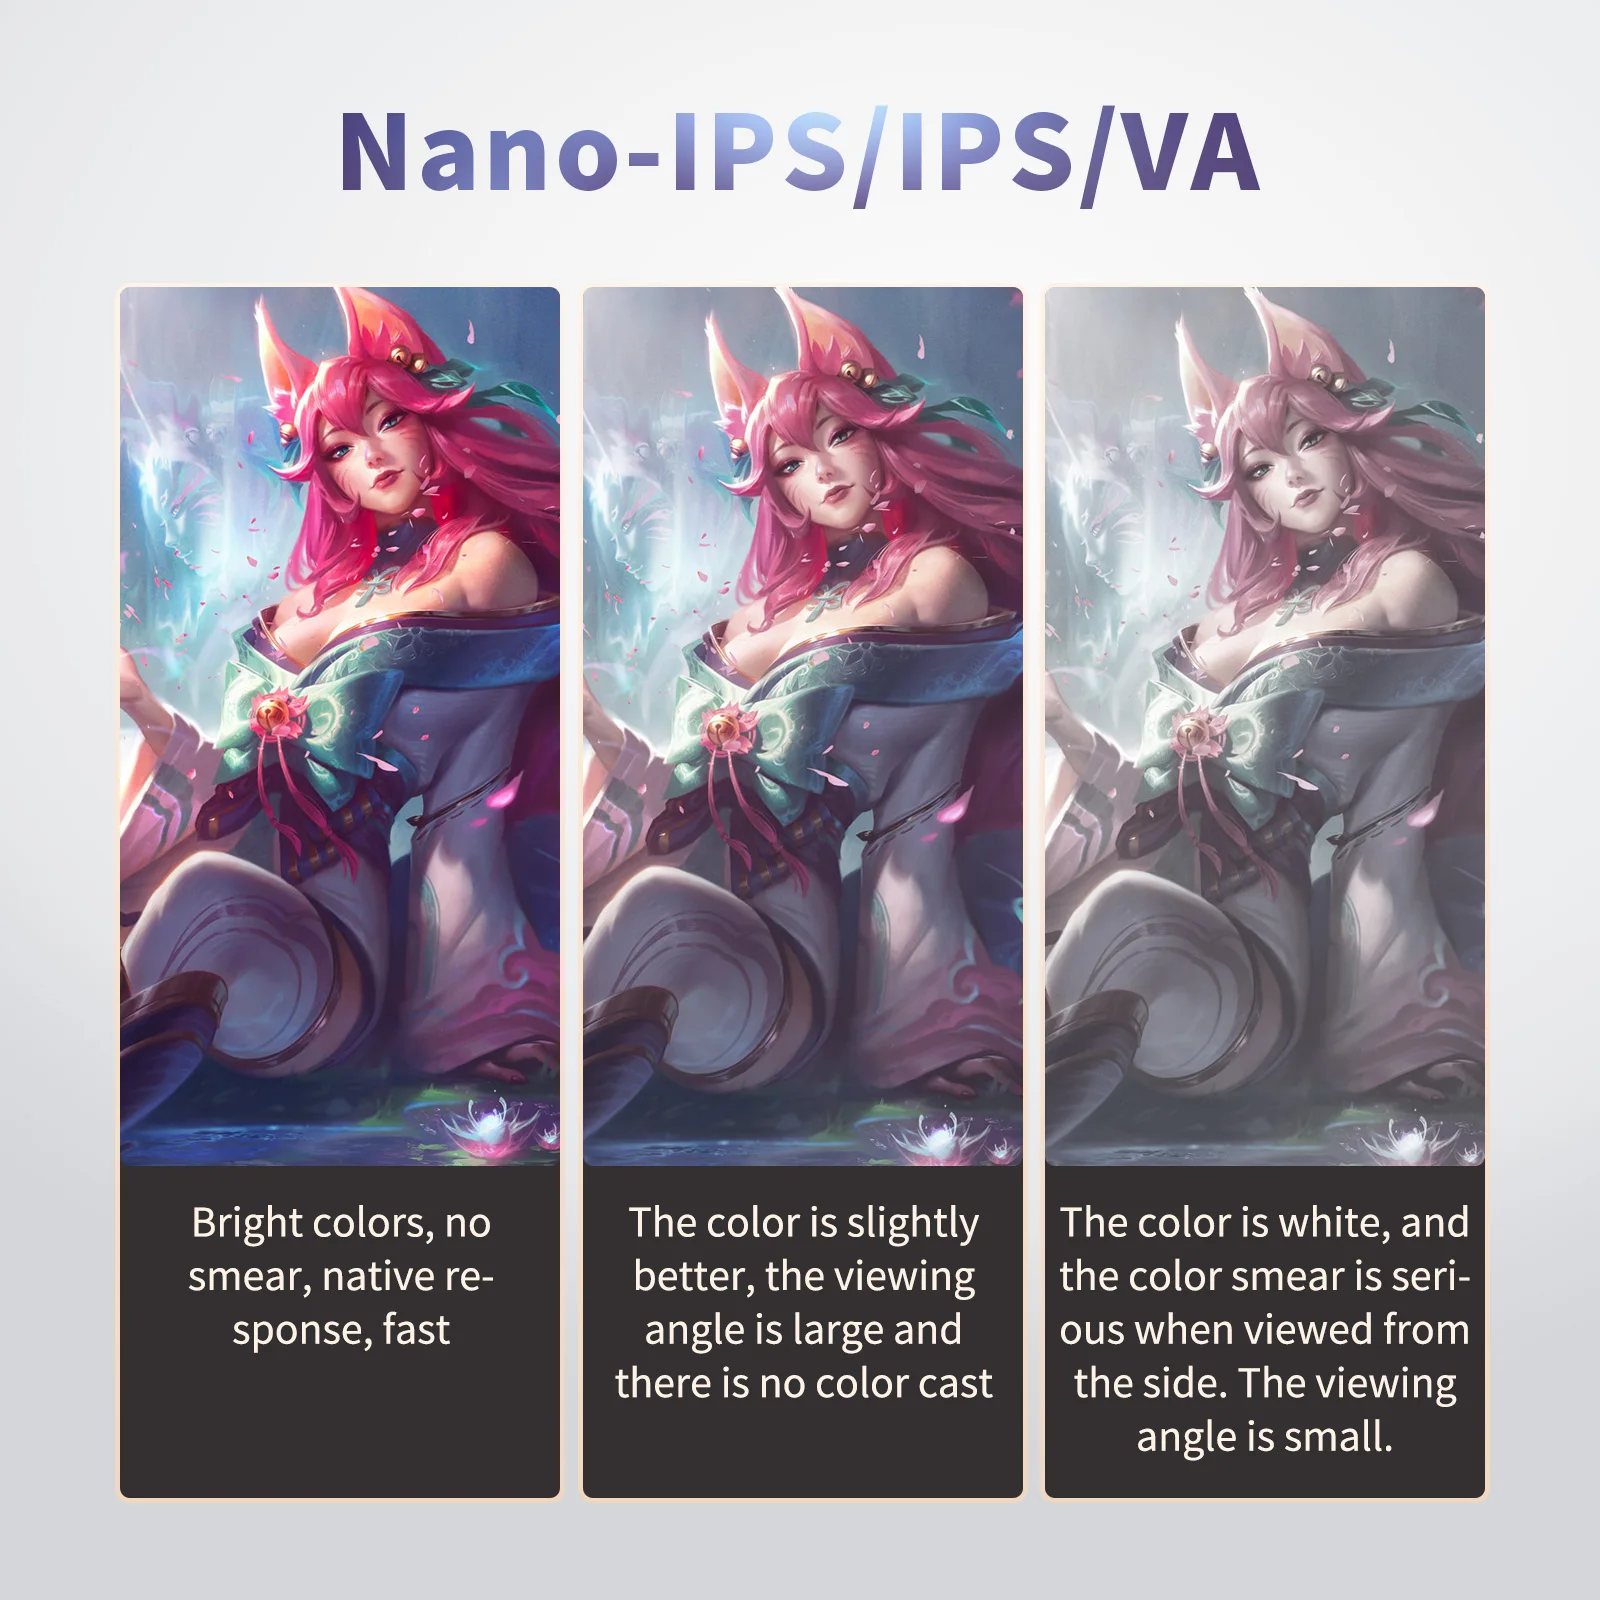 Nano-IPS/IPS/VA
Bright colors, no
smear, native re-
sponse, fast
The color is slightly
better, the viewing
angle is large and
there is no color cast
The color is white, and
the color smear is seri-
ous when viewed from
the side. The viewing
angle is small.